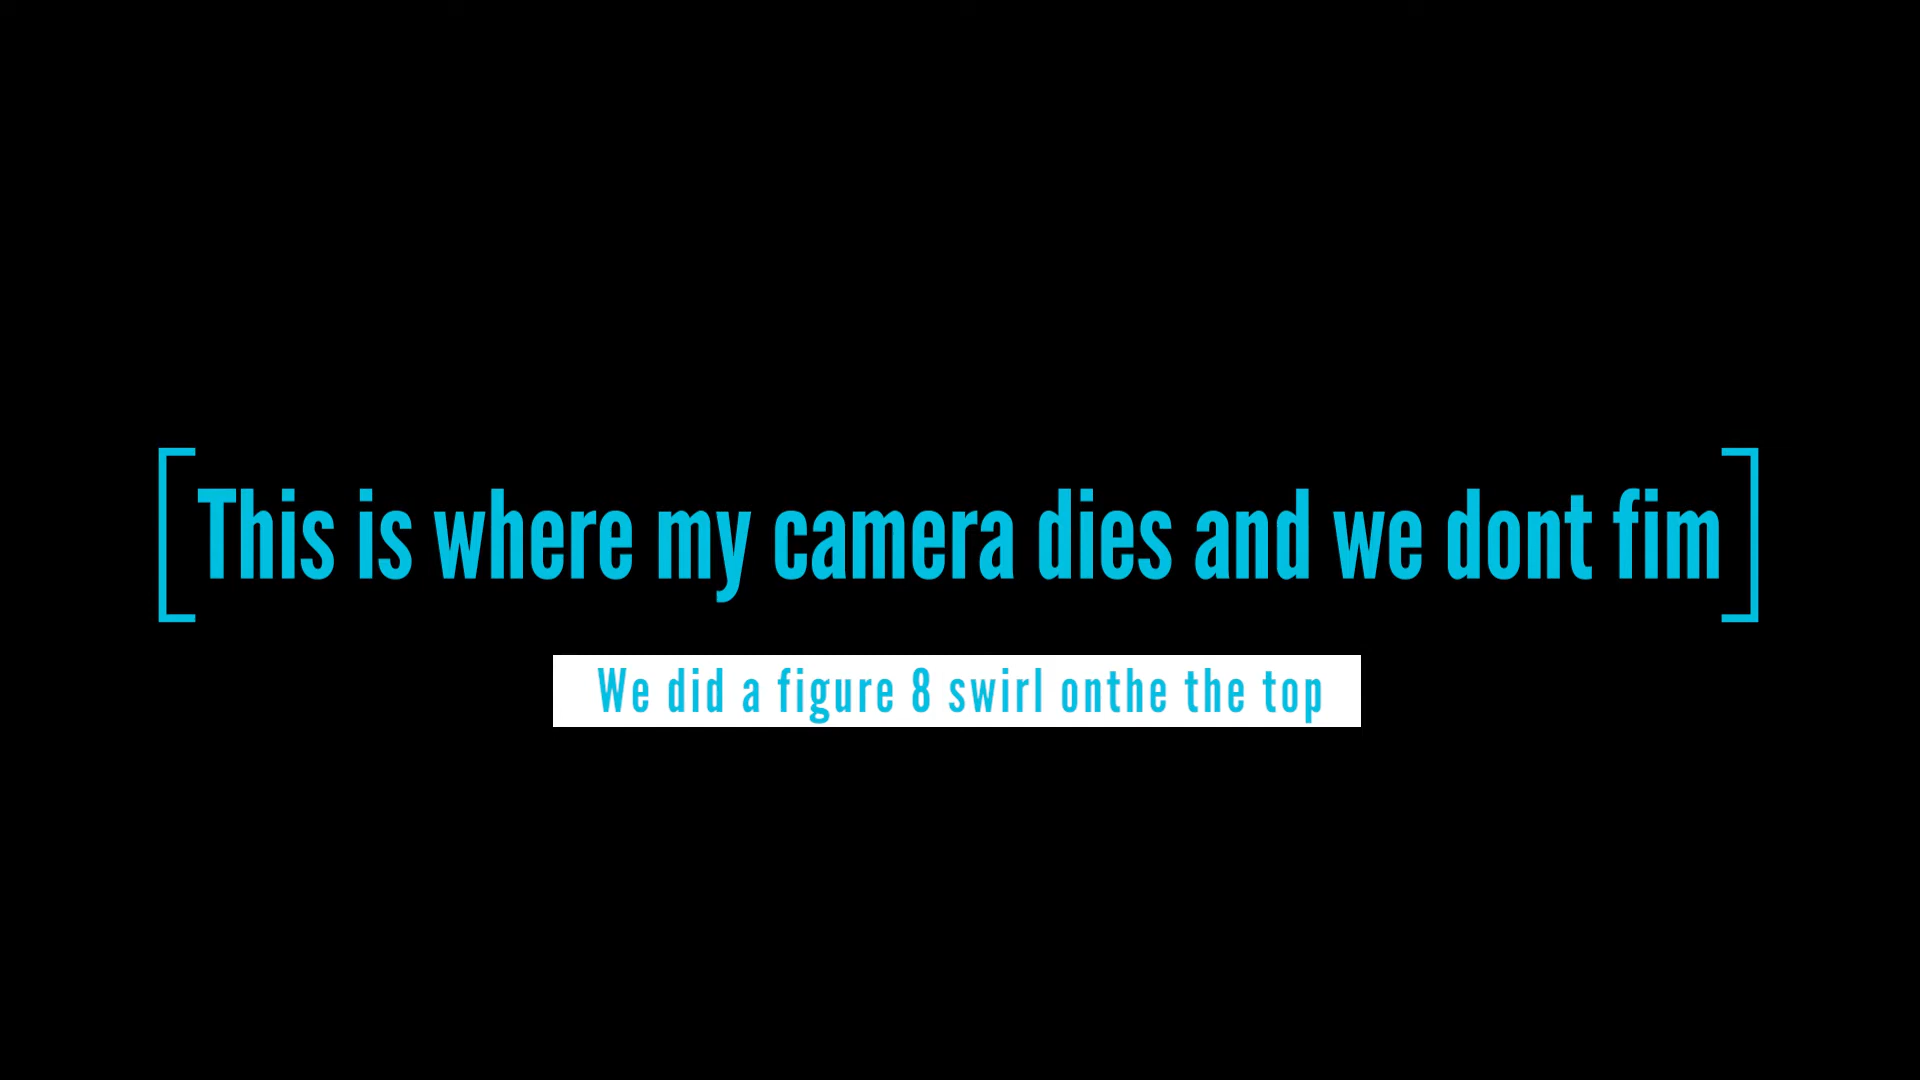 This is where my camera dies and we dont fim
We did a figure 8 swirl onthe the top